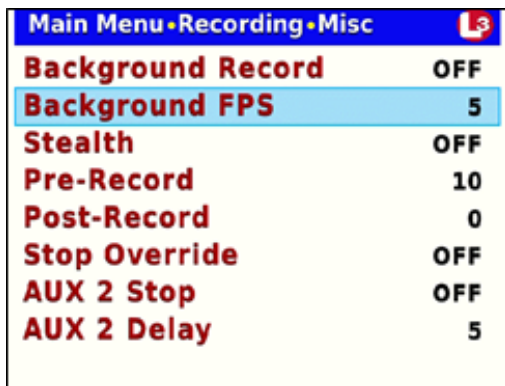 Main Menu•Recording•Misc L3
Background Record OFF
Background FPS 5
Stealth OFF
Pre-Record 10
Post-Record 0
Stop Override OFF
AUX 2 Stop OFF
AUX 2 Delay 5